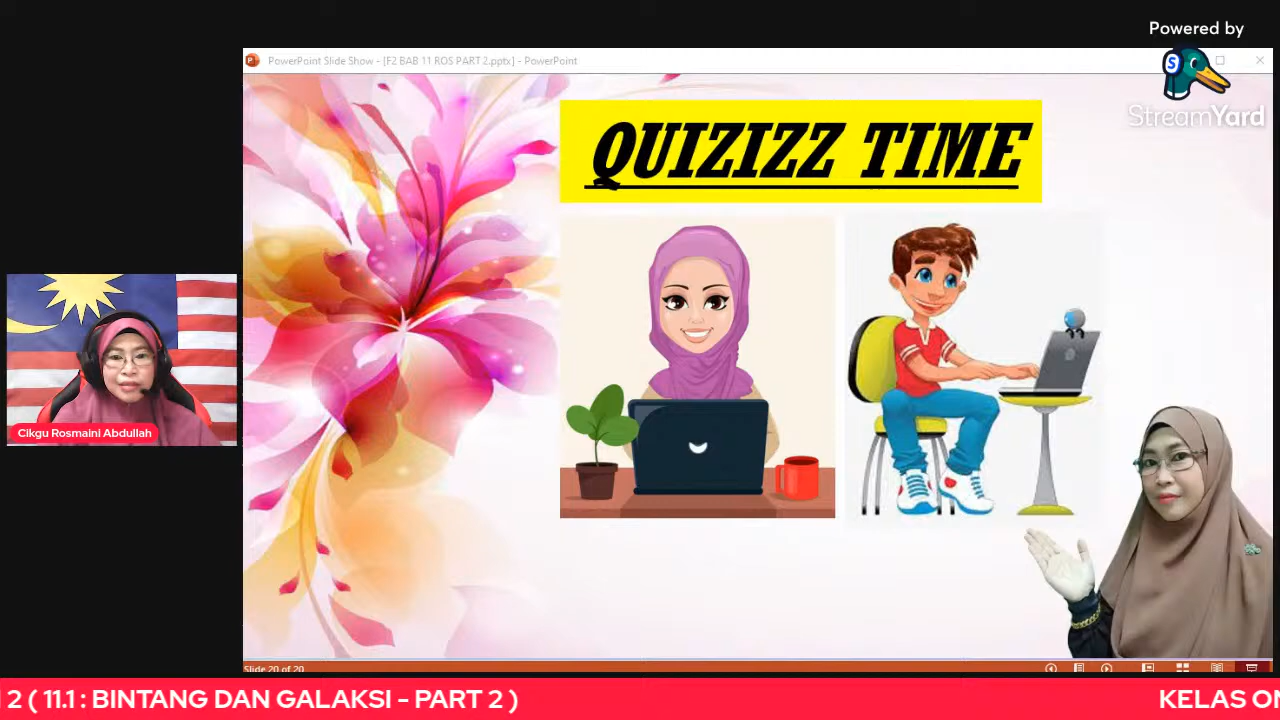 Powered by
PowerPoint Slide Show - [F2 BAB 11 ROS PART 2.pptx] - PowerPoint
StreamYard
QUIZIZZ TIME
Cikgu Rosmaini Abdullah
Slide 20 of 20
2 ( 11.1 : BINTANG DAN GALAKSI - PART 2 )
KELAS ON